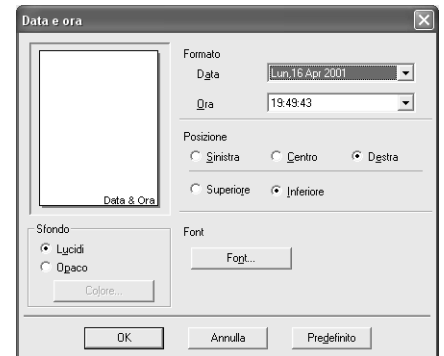 Data e ora
Formato
Data Lun,16 Apr 2001
Ora 19:49:43
Posizione
Sinistra Centro Destra
Superiore Inferiore
Data & Ora
Sfondo
Lucidi
Opaco
Colore...
Font
Font...
OK Annulla Predefinito